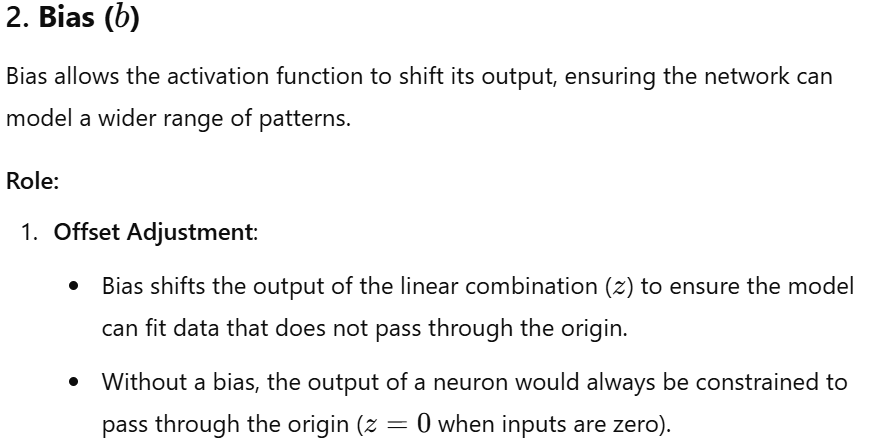 2. Bias (b)
Bias allows the activation function to shift its output, ensuring the network can
model a wider range of patterns.
Role:
1. Offset Adjustment:
• Bias shifts the output of the linear combination (z) to ensure the model
can fit data that does not pass through the origin.
• Without a bias, the output of a neuron would always be constrained to
pass through the origin (z = 0 when inputs are zero).